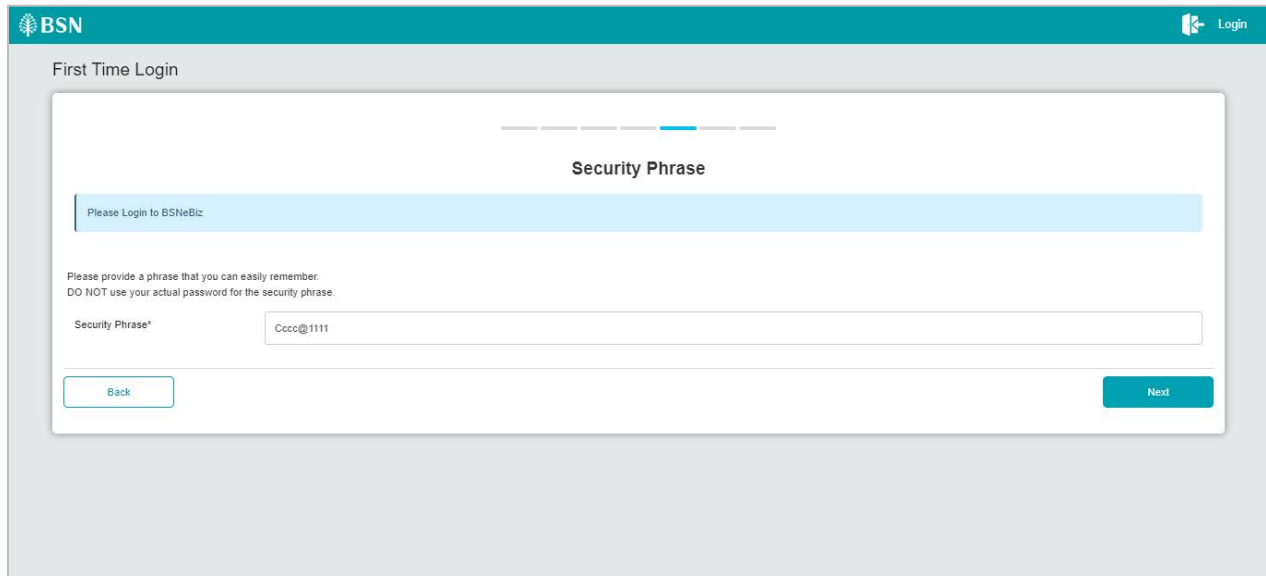 BSN
Login
First Time Login
Security Phrase
Please Login to BSNeBiz
Please provide a phrase that you can easily remember.
DO NOT use your actual password for the security phrase.
Security Phrase*
Cccc@1111
Back
Next